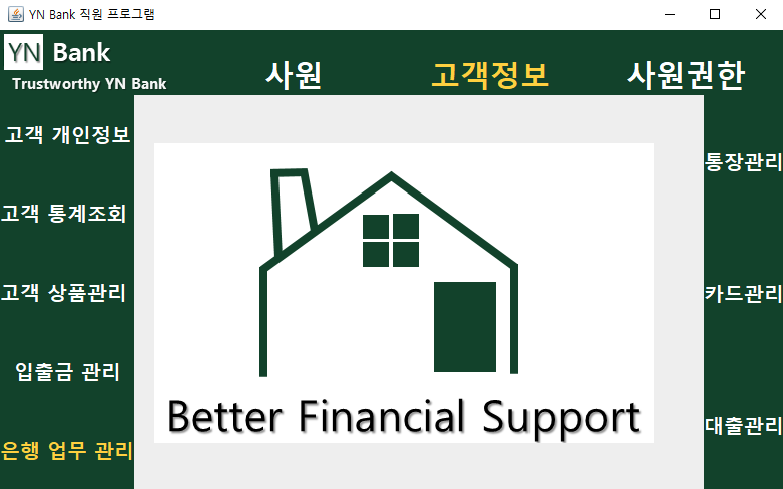 YN Bank 직원 프로그램
YN Bank
Trustworthy YN Bank
사원
고객정보
사원권한
고객 개인정보
고객 통계조회
고객 상품관리
입출금 관리
은행 업무 관리
Better Financial Support
통장관리
카드관리
대출관리